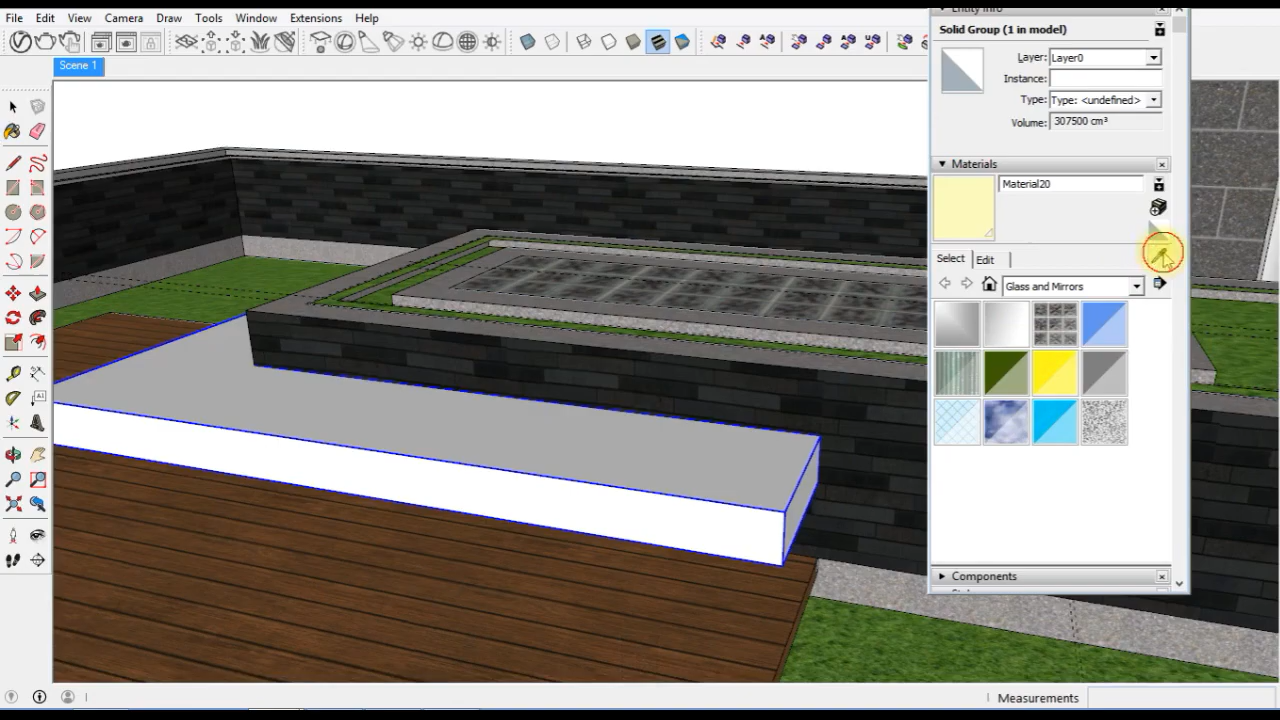 File Edit View Camera Draw Tools Window Extensions Help
Scene 1
Entity Info
Solid Group (1 in model)
Layer: Layer0
Instance:
Type: Type: <undefined>
Volume: 307500 cm³
Materials
Material20
Select Edit
Glass and Mirrors
Components
Measurements